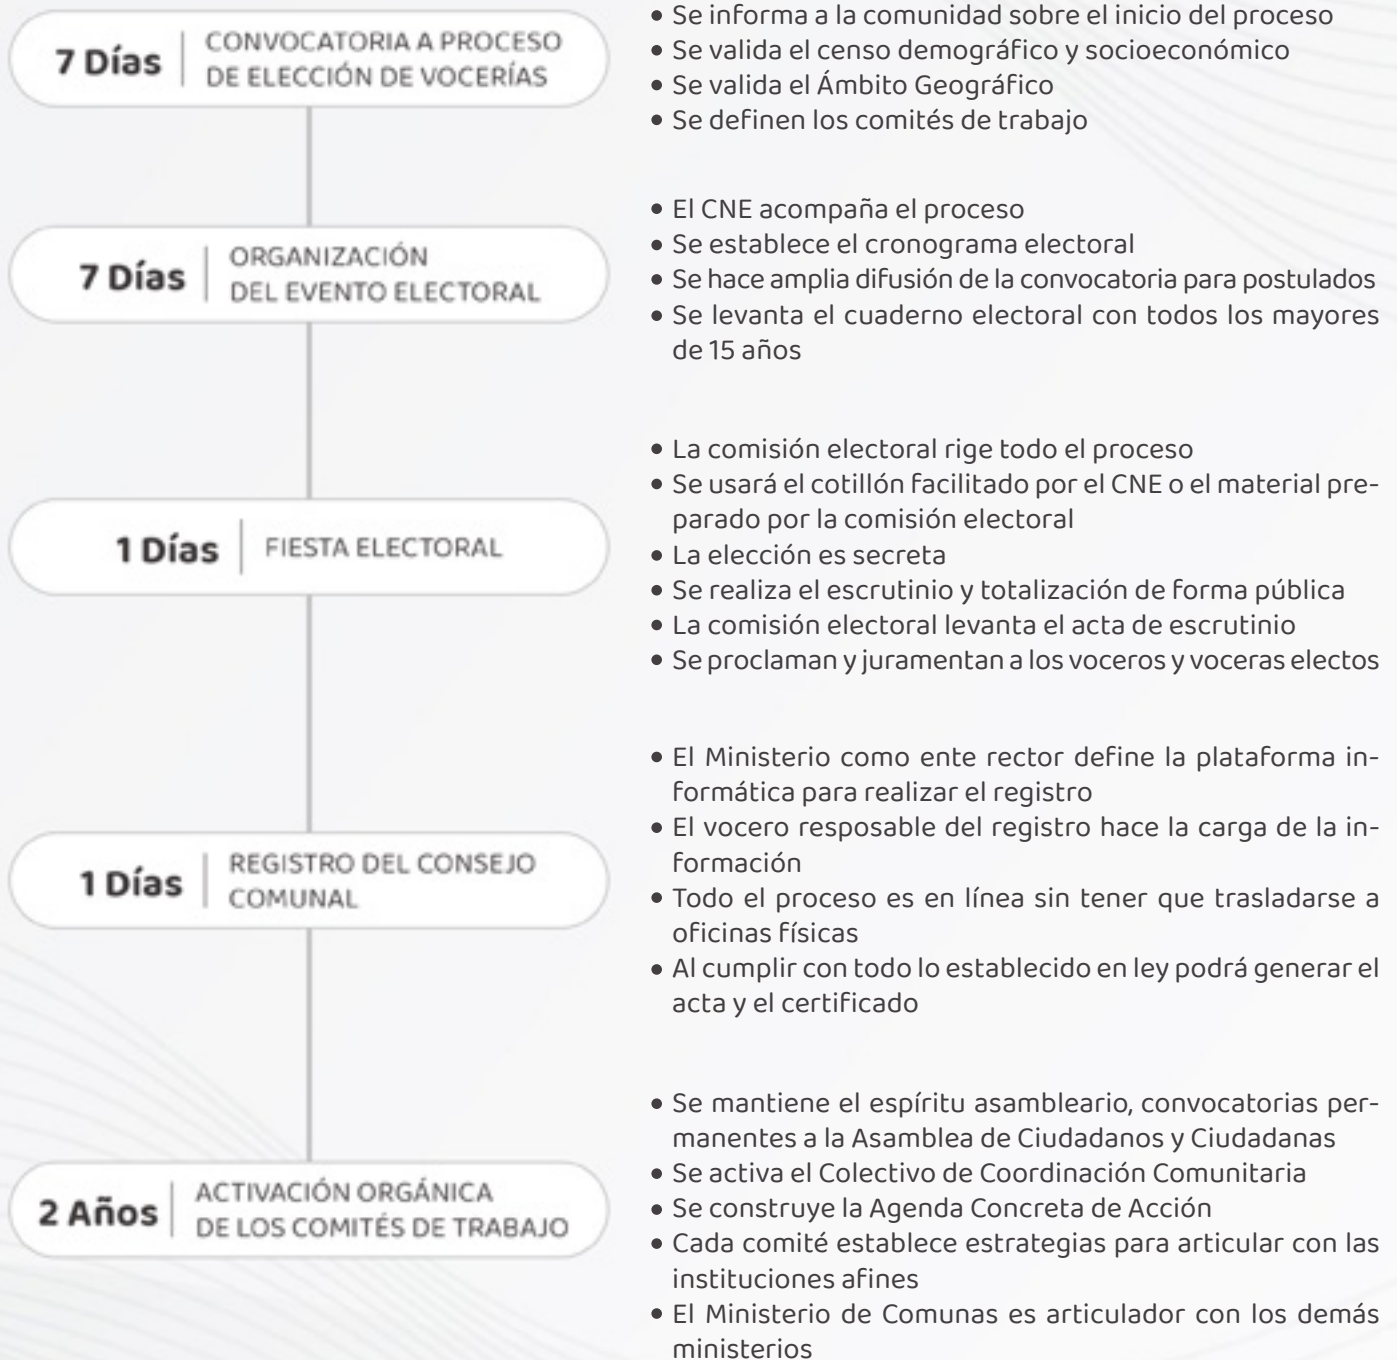 7 Días
CONVOCATORIA A PROCESO
DE ELECCIÓN DE VOCERÍAS
• Se informa a la comunidad sobre el inicio del proceso
• Se valida el censo demográfico y socioeconómico
• Se valida el Ámbito Geográfico
• Se definen los comités de trabajo
7 Días
ORGANIZACIÓN
DEL EVENTO ELECTORAL
• El CNE acompaña el proceso
• Se establece el cronograma electoral
• Se hace amplia difusión de la convocatoria para postulados
• Se levanta el cuaderno electoral con todos los mayores
de 15 años
1 Días
FIESTA ELECTORAL
• La comisión electoral rige todo el proceso
• Se usará el cotillón facilitado por el CNE o el material pre-
parado por la comisión electoral
• La elección es secreta
• Se realiza el escrutinio y totalización de forma pública
• La comisión electoral levanta el acta de escrutinio
• Se proclaman y juramentan a los voceros y voceras electos
1 Días
REGISTRO DEL CONSEJO
COMUNAL
• El Ministerio como ente rector define la plataforma in-
formática para realizar el registro
• El vocero resposable del registro hace la carga de la in-
formación
• Todo el proceso es en línea sin tener que trasladarse a
oficinas físicas
• Al cumplir con todo lo establecido en ley podrá generar el
acta y el certificado
2 Años
ACTIVACIÓN ORGÁNICA
DE LOS COMITÉS DE TRABAJO
• Se mantiene el espíritu asambleario, convocatorias per-
manentes a la Asamblea de Ciudadanos y Ciudadanas
• Se activa el Colectivo de Coordinación Comunitaria
• Se construye la Agenda Concreta de Acción
• Cada comité establece estrategias para articular con las
instituciones afines
• El Ministerio de Comunas es articulador con los demás
ministerios